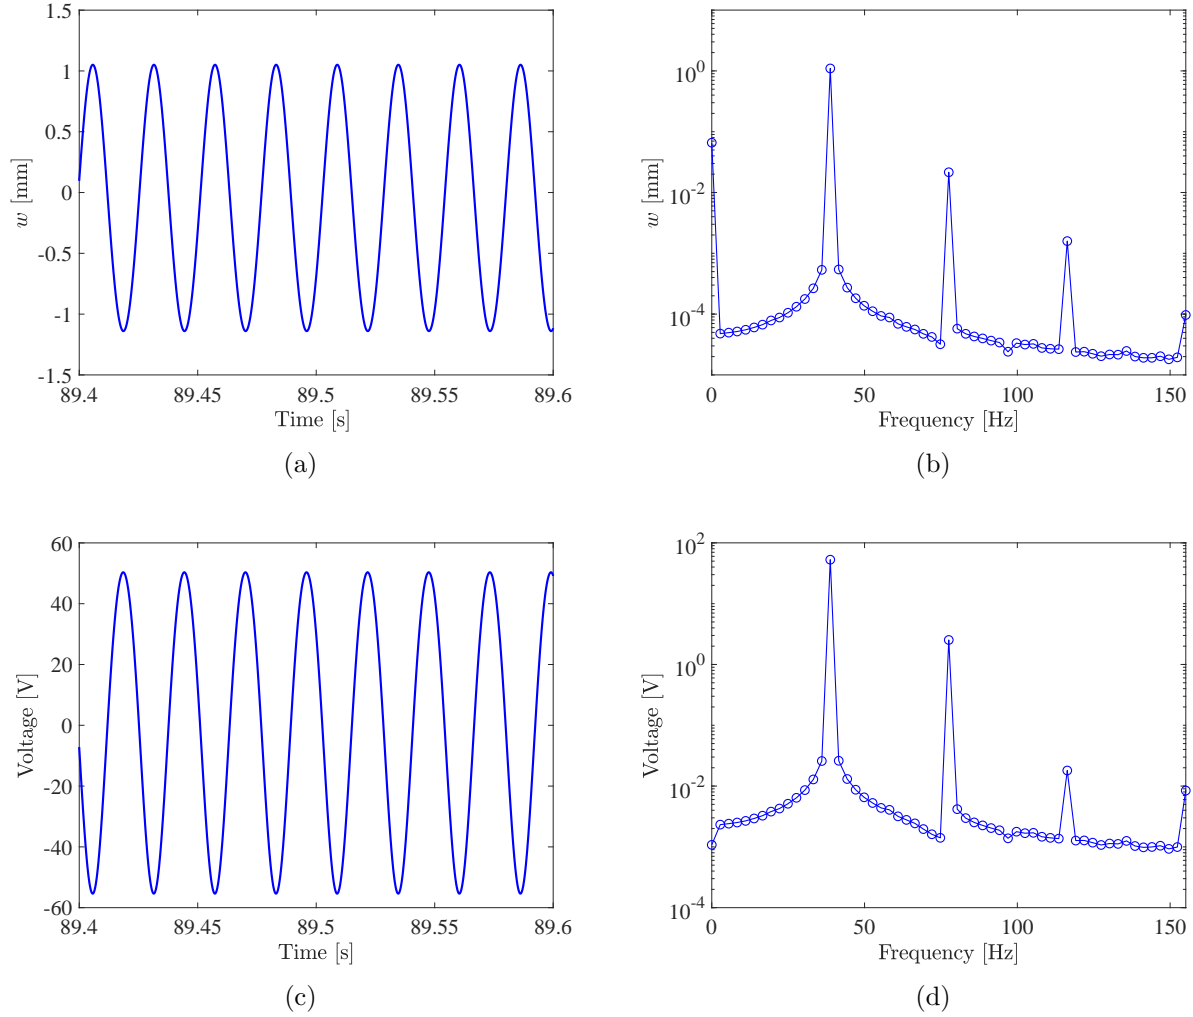 1.5
1
0.5
0
-0.5
-1
-1.5
w [mm]
89.4 89.45 89.5 89.55 89.6
Time [s]
(a)
10^0
10^-2
10^-4
w [mm]
0 50 100 150
Frequency [Hz]
(b)
60
40
20
0
-20
-40
-60
Voltage [V]
89.4 89.45 89.5 89.55 89.6
Time [s]
(c)
10^2
10^0
10^-2
10^-4
Voltage [V]
0 50 100 150
Frequency [Hz]
(d)